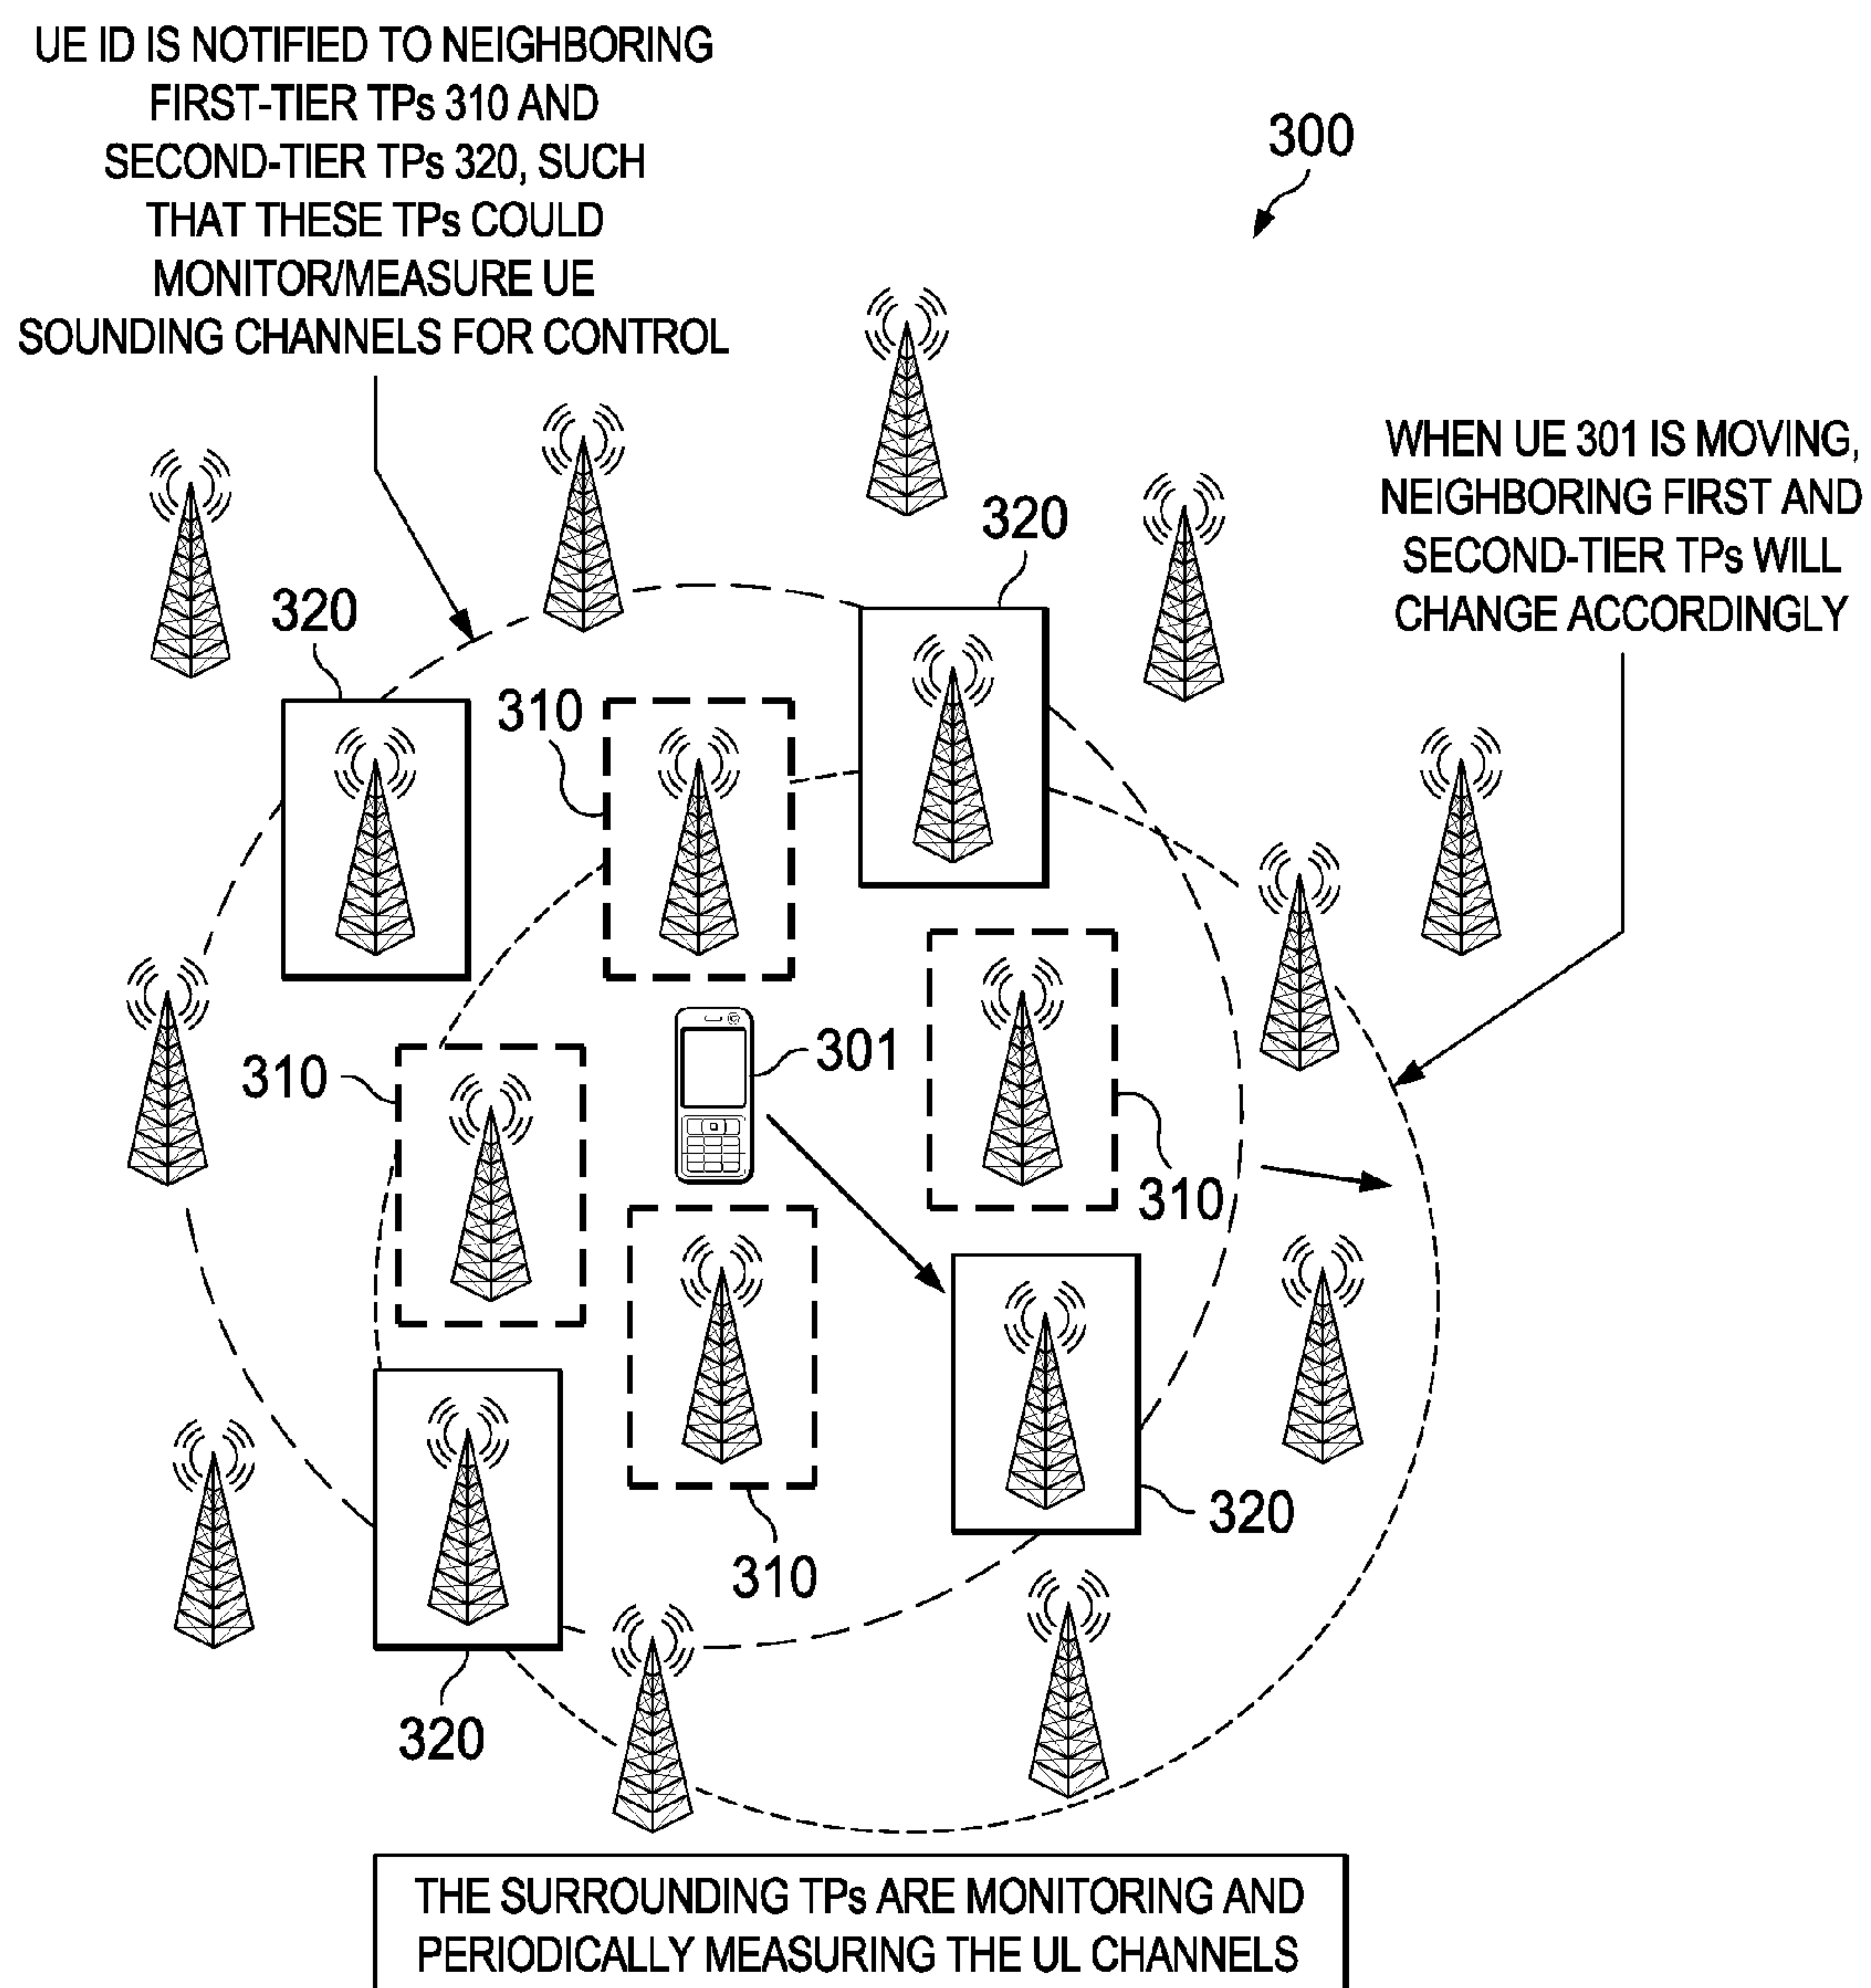 UE ID IS NOTIFIED TO NEIGHBORING
FIRST-TIER TPs 310 AND
SECOND-TIER TPs 320, SUCH
THAT THESE TPs COULD
MONITOR/MEASURE UE
SOUNDING CHANNELS FOR CONTROL
300
WHEN UE 301 IS MOVING,
NEIGHBORING FIRST AND
SECOND-TIER TPs WILL
CHANGE ACCORDINGLY
320
320
310
301
310
310
320
310
320
THE SURROUNDING TPs ARE MONITORING AND
PERIODICALLY MEASURING THE UL CHANNELS